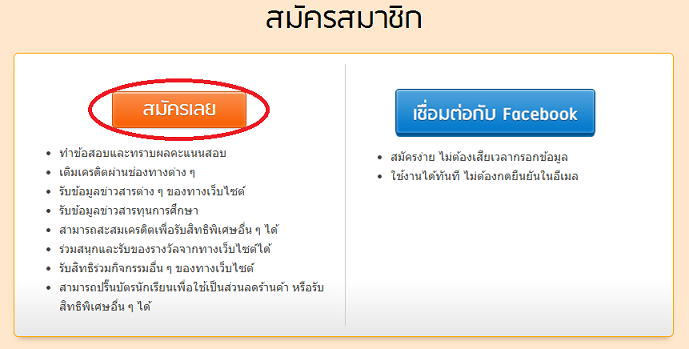 สมัครสมาชิก
สมัครเลย
ทำข้อสอบและทราบผลคะแนนสอบ
เติมเครดิตผ่านช่องทางต่าง ๆ
รับข้อมูลข่าวสารต่าง ๆ ของทางเว็บไซต์
รับข้อมูลข่าวสารทุนการศึกษา
สามารถสะสมเครดิตเพื่อรับสิทธิพิเศษอื่น ๆ ได้
ร่วมสนุกและรับของรางวัลจากทางเว็บไซต์ได้
รับสิทธิร่วมกิจกรรมอื่น ๆ ของทางเว็บไซต์
สามารถปริ๊นบัตรนักเรียนเพื่อใช้เป็นส่วนลดร้านค้า หรือรับ
สิทธิพิเศษอื่น ๆ ได้
เชื่อมต่อกับ Facebook
สมัครง่าย ไม่ต้องเสียเวลากรอกข้อมูล
ใช้งานได้ทันที ไม่ต้องกดยืนยันในอีเมล